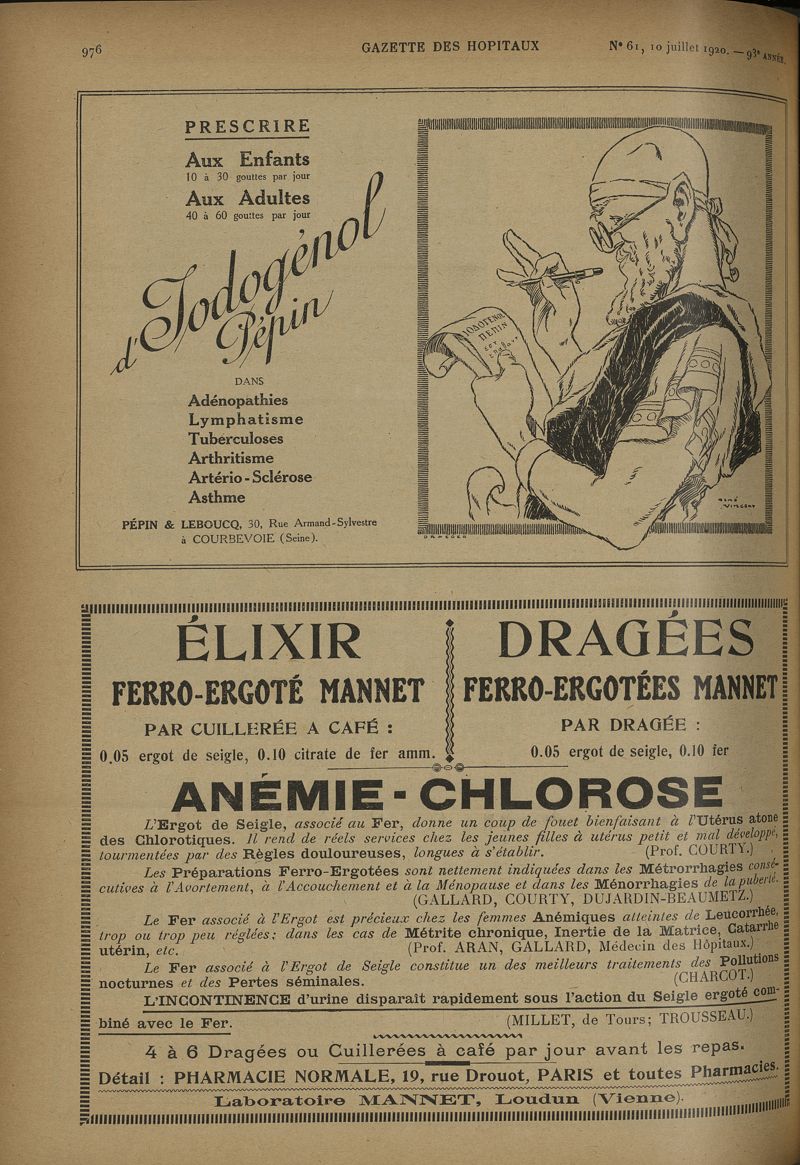 976
GAZETTE DES HOPITAUX
N° 61, 10 juillet 1920. — 93e ANNÉE.
PRESCRIRE
Aux Enfants
10 à 30 gouttes par jour
Aux Adultes
40 à 60 gouttes par jour
d'Iodogénol
Pépin
DANS
Adénopathies
Lymphatisme
Tuberculoses
Arthritisme
Artério-Sclérose
Asthme
PÉPIN & LEBOUCQ, 30, Rue Armand-Sylvestre
à COURBEVOIE (Seine).
IODOGENOL
PEPIN
RENÉ
VINCENT
DRAEGER
ÉLIXIR
FERRO-ERGOTÉ MANNET
PAR CUILLERÉE A CAFÉ :
0.05 ergot de seigle, 0.10 citrate de fer amm.
DRAGÉES
FERRO-ERGOTÉES MANNET
PAR DRAGÉE :
0.05 ergot de seigle, 0.10 fer
ANÉMIE - CHLOROSE
L'Ergot de Seigle, associé au Fer, donne un coup de fouet bienfaisant à l'Utérus atone
des Chlorotiques. Il rend de réels services chez les jeunes filles à utérus petit et mal développé,
tourmentées par des Règles douloureuses, longues à s'établir. (Prof. COURTY.)
Les Préparations Ferro-Ergotées sont nettement indiquées dans les Métrorrhagies consé-
cutives à l'Avortement, à l'Accouchement et à la Ménopause et dans les Ménorrhagies de la puberté.
(GALLARD, COURTY, DUJARDIN-BEAUMETZ.)
Le Fer associé à l'Ergot est précieux chez les femmes Anémiques atteintes de Leucorrhée,
trop ou trop peu réglées; dans les cas de Métrite chronique, Inertie de la Matrice, Catarrhe
utérin, etc. (Prof. ARAN, GALLARD, Médecin des Hôpitaux.)
Le Fer associé à l'Ergot de Seigle constitue un des meilleurs traitements des Pollutions
nocturnes et des Pertes séminales. (CHARCOT.)
L'INCONTINENCE d'urine disparaît rapidement sous l'action du Seigle ergoté com-
biné avec le Fer. (MILLET, de Tours; TROUSSEAU.)
4 à 6 Dragées ou Cuillerées à café par jour avant les repas.
Détail : PHARMACIE NORMALE, 19, rue Drouot, PARIS et toutes Pharmacies.
Laboratoire MANNET, Loudun (Vienne).